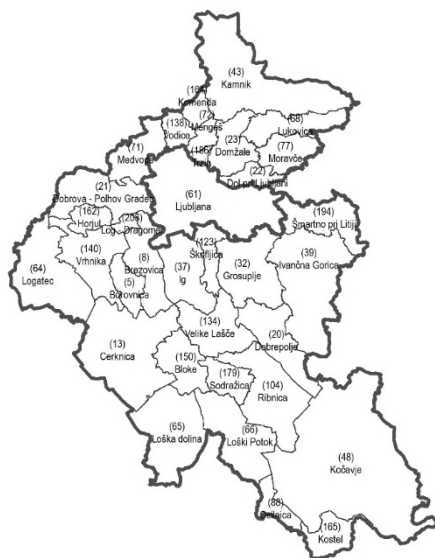 (43)
Kamnik
(164)
Komenda
(72)
Mengeš
(68)
Lukovica
(138)
Vodice
(23)
Domžale
(77)
Moravče
(71)
Medvode
(186)
Trzin
(22)
Dol pri Ljubljani
(21)
Dobrova - Polhov Gradec
(61)
Ljubljana
(194)
Šmartno pri Litiji
(162)
Horjul
(208)
Log - Dragomer
(123)
Škofljica
(39)
Ivančna Gorica
(140)
Vrhnika
(8)
Brezovica
(37)
Ig
(32)
Grosuplje
(64)
Logatec
(5)
Borovnica
(134)
Velike Lašče
(20)
Dobrepolje
(13)
Cerknica
(150)
Bloke
(179)
Sodražica
(104)
Ribnica
(65)
Loška dolina
(66)
Loški Potok
(48)
Kočevje
(88)
Osilnica
(165)
Kostel